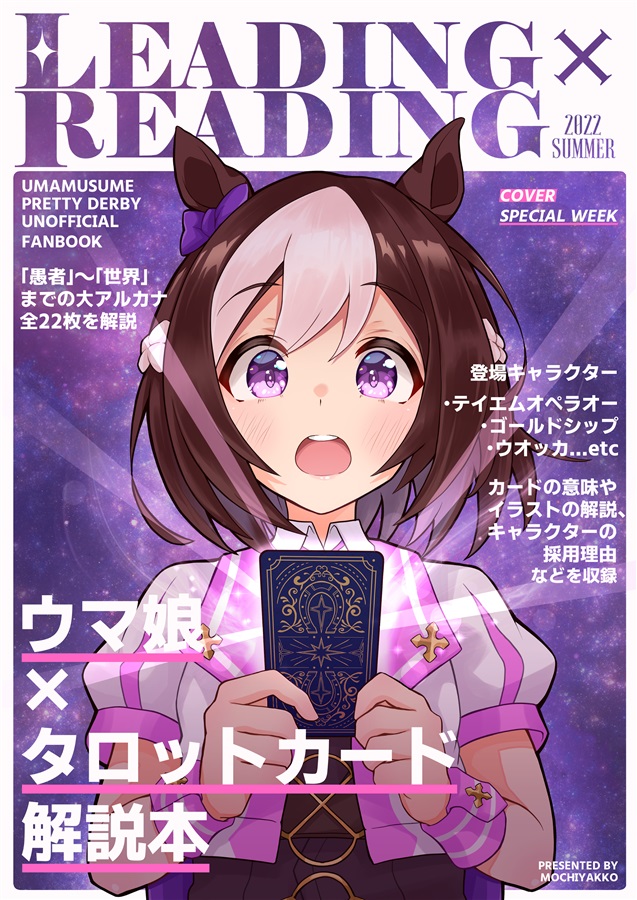 LEADING×
READING
2022
SUMMER
UMAMUSUME
PRETTY DERBY
UNOFFICIAL
FANBOOK
COVER
SPECIAL WEEK
「愚者」～「世界」
までの大アルカナ
全22枚を解説
登場キャラクター
・テイエムオペラオー
・ゴールドシップ
・ウオッカ...etc
カードの意味や
イラストの解説、
キャラクターの
採用理由
などを収録
ウマ娘
×
タロットカード
解説本
PRESENTED BY
MOCHIYAKKO